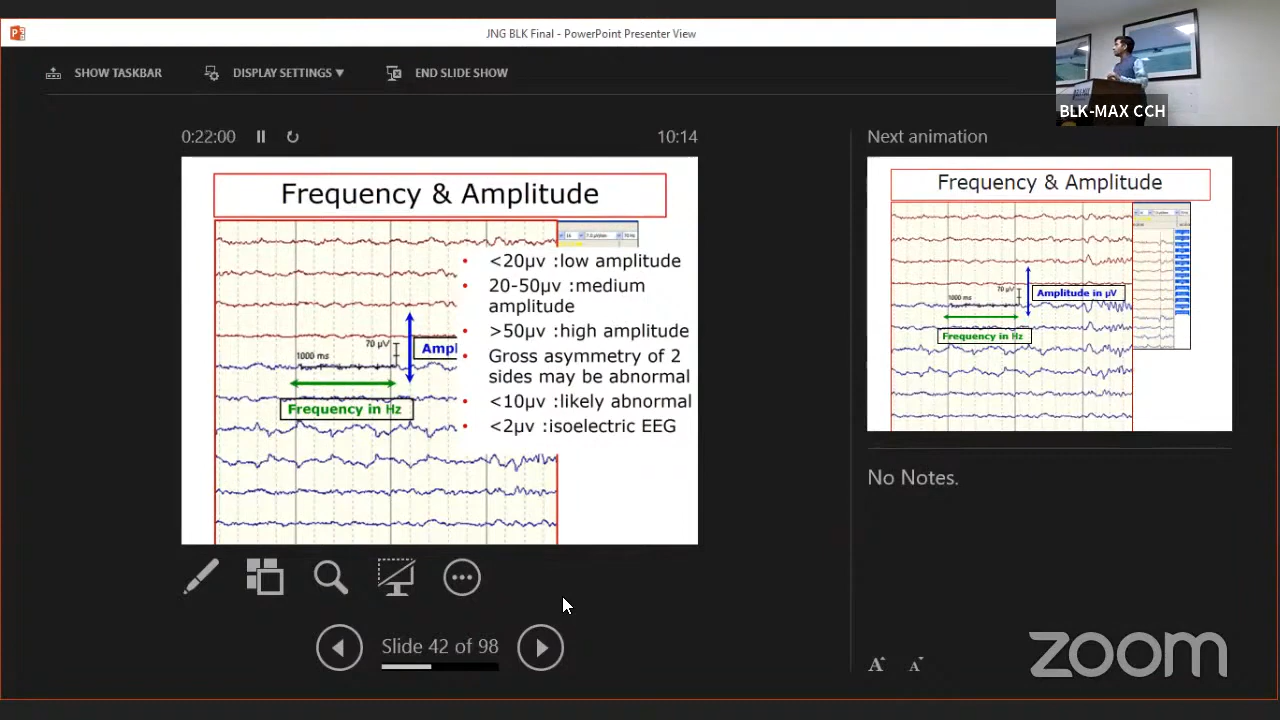 JNG BLK Final - PowerPoint Presenter View
SHOW TASKBAR
DISPLAY SETTINGS ▼
END SLIDE SHOW
BLK-MAX CCH
0:22:00
10:14
Next animation
Frequency & Amplitude
• <20µv :low amplitude
• 20-50µv :medium
amplitude
• >50µv :high amplitude
• Gross asymmetry of 2
sides may be abnormal
• <10µv :likely abnormal
• <2µv :isoelectric EEG
70 µV
1000 ms
Ampl
Frequency in Hz
Frequency & Amplitude
70 µV
1000 ms
Amplitude in µV
Frequency in Hz
No Notes.
Slide 42 of 98
A A
zoom